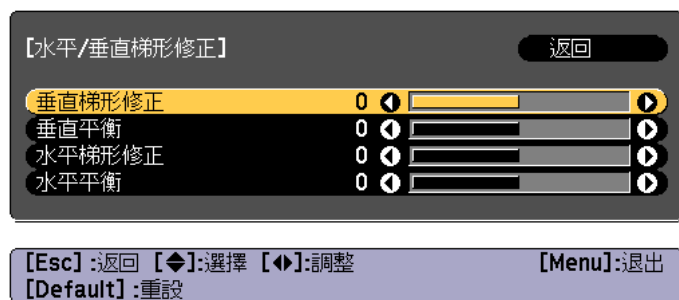 [水平/垂直梯形修正] 返回
垂直梯形修正 0
垂直平衡 0
水平梯形修正 0
水平平衡 0
[Esc] :返回 [◆]:選擇 [◆]:調整 [Menu]:退出
[Default] :重設